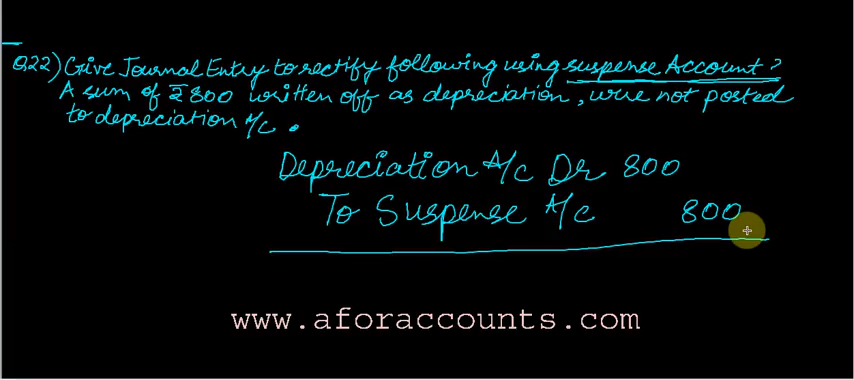 Q22) Give Journal Entry to rectify following using suspense Account?
A sum of ₹800 written off as depreciation, were not posted
to depreciation A/c.
Depreciation A/c Dr 800
To Suspense A/c 800
www.aforaccounts.com